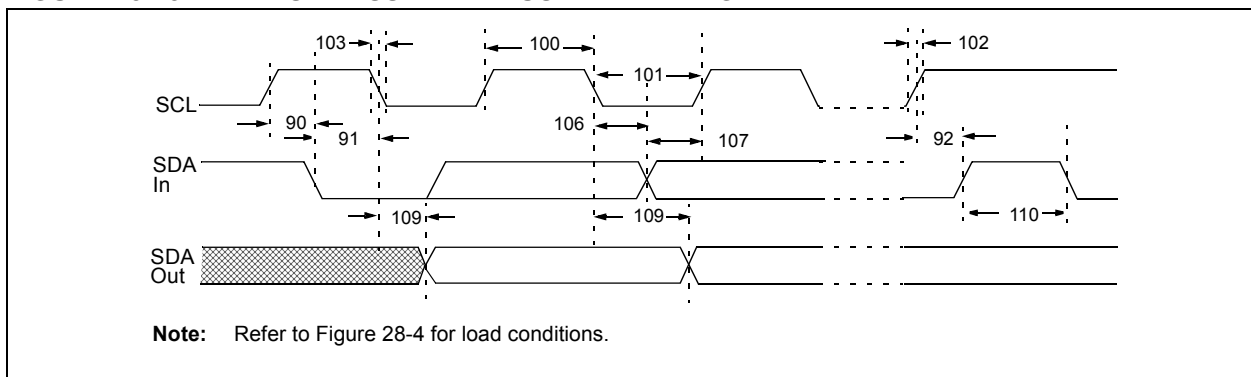 103
100
101
102
SCL
90
91
106
107
92
SDA
In
109
109
110
SDA
Out
Note: Refer to Figure 28-4 for load conditions.